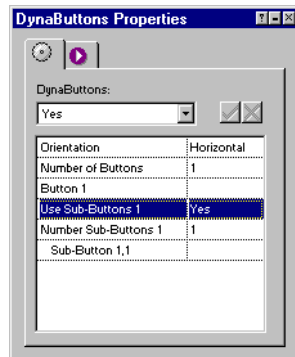 DynaButtons Properties
DynaButtons:
Yes
Orientation Horizontal
Number of Buttons 1
Button 1
Use Sub-Buttons 1 Yes
Number Sub-Buttons 1 1
Sub-Button 1,1